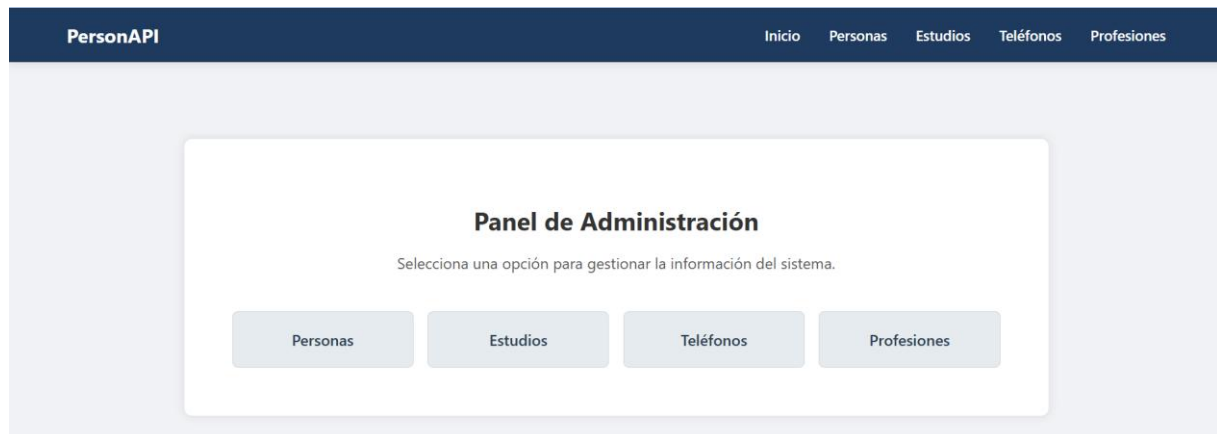 PersonAPI Inicio Personas Estudios Teléfonos Profesiones
Panel de Administración
Selecciona una opción para gestionar la información del sistema.
Personas Estudios Teléfonos Profesiones